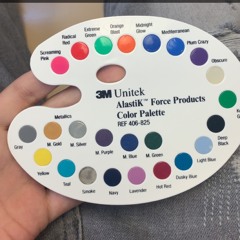 Radical Red
Extreme Green
Orange Blast
Midnight Glow
Mediterranean Blue
Screaming Pink
Plum Crazy
Obscure
3M Unitek
AlastiK™ Force Products
Color Palette
REF 406-825
Metallics
Gray
M. Gold
M. Silver
M. Purple
M. Blue
M. Green
Deep Black
Yellow
Teal
Smoke
Navy
Lavender
Hot Red
Dusky Blue
Light Blue